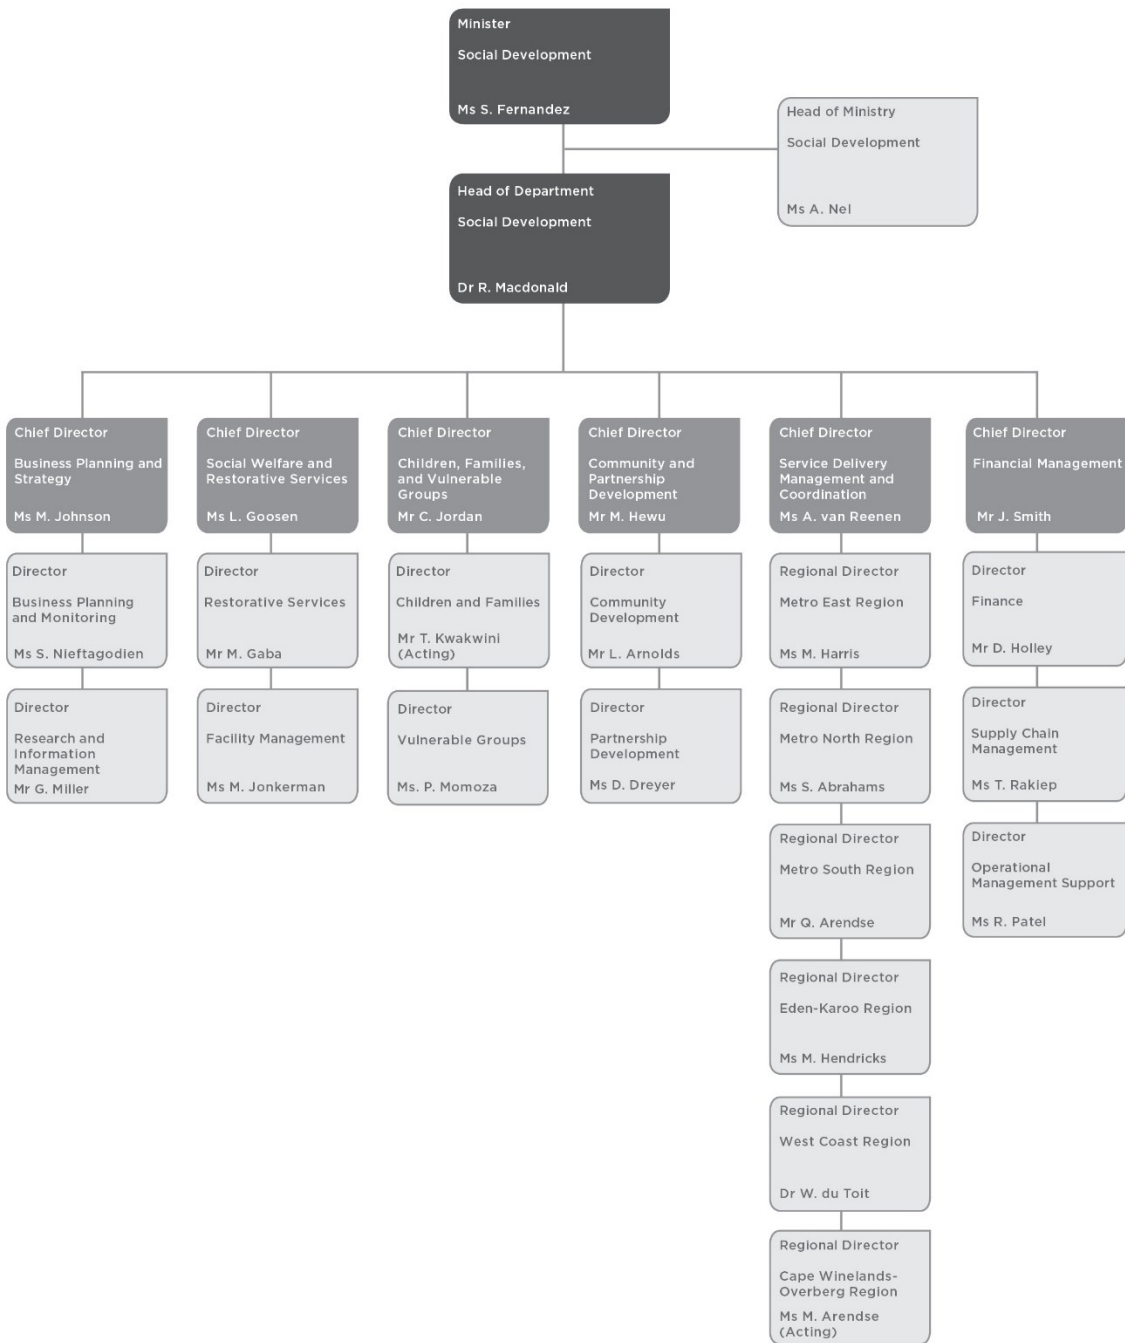 Minister
Social Development
Ms S. Fernandez
Head of Ministry
Social Development
Ms A. Nel
Head of Department
Social Development
Dr R. Macdonald
Chief Director
Business Planning and
Strategy
Ms M. Johnson
Director
Business Planning
and Monitoring
Ms S. Nieftagodien
Director
Research and
Information
Management
Mr G. Miller
Chief Director
Social Welfare and
Restorative Services
Ms L. Goosen
Director
Restorative Services
Mr M. Gaba
Director
Facility Management
Ms M. Jonkerman
Chief Director
Children, Families,
and Vulnerable
Groups
Mr C. Jordan
Director
Children and Families
Mr T. Kwakwini
(Acting)
Director
Vulnerable Groups
Ms. P. Momoza
Chief Director
Community and
Partnership
Development
Mr M. Hewu
Director
Community
Development
Mr L. Arnolds
Director
Partnership
Development
Ms D. Dreyer
Chief Director
Service Delivery
Management and
Coordination
Ms A. van Reenen
Regional Director
Metro East Region
Ms M. Harris
Regional Director
Metro North Region
Ms S. Abrahams
Regional Director
Metro South Region
Mr Q. Arendse
Regional Director
Eden-Karoo Region
Ms M. Hendricks
Regional Director
West Coast Region
Dr W. du Toit
Regional Director
Cape Winelands-
Overberg Region
Ms M. Arendse
(Acting)
Chief Director
Financial Management
Mr J. Smith
Director
Finance
Mr D. Holley
Director
Supply Chain
Management
Ms T. Rakiep
Director
Operational
Management Support
Ms R. Patel